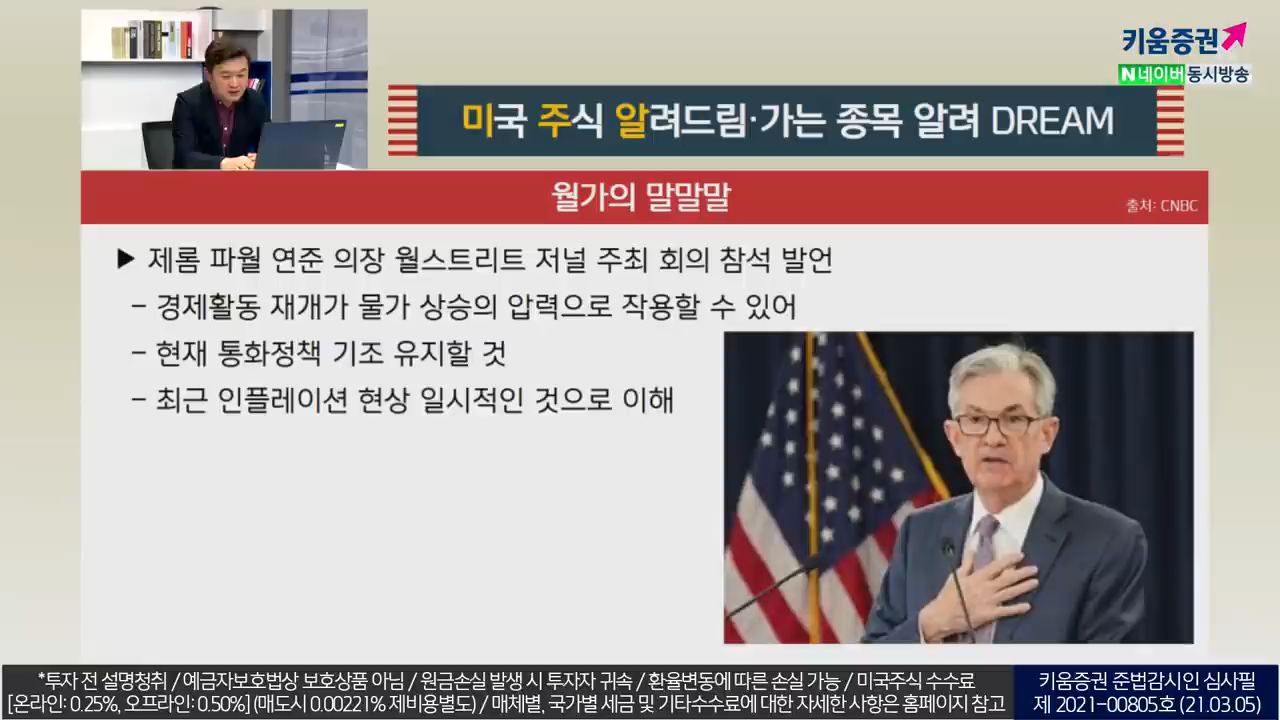 키움증권
N 네이버 동시방송
미국 주식 알려드림·가는 종목 알려 DREAM
월가의 말말말
출처: CNBC
▶ 제롬 파월 연준 의장 월스트리트 저널 주최 회의 참석 발언
– 경제활동 재개가 물가 상승의 압력으로 작용할 수 있어
– 현재 통화정책 기조 유지할 것
– 최근 인플레이션 현상 일시적인 것으로 이해
*투자 전 설명청취 / 예금자보호법상 보호상품 아님 / 원금손실 발생 시 투자자 귀속 / 환율변동에 따른 손실 가능 / 미국주식 수수료
[온라인: 0.25%, 오프라인: 0.50%] (매도시 0.00221% 제비용별도) / 매체별, 국가별 세금 및 기타수수료에 대한 자세한 사항은 홈페이지 참고
키움증권 준법감시인 심사필
제 2021-00805호 (21.03.05)